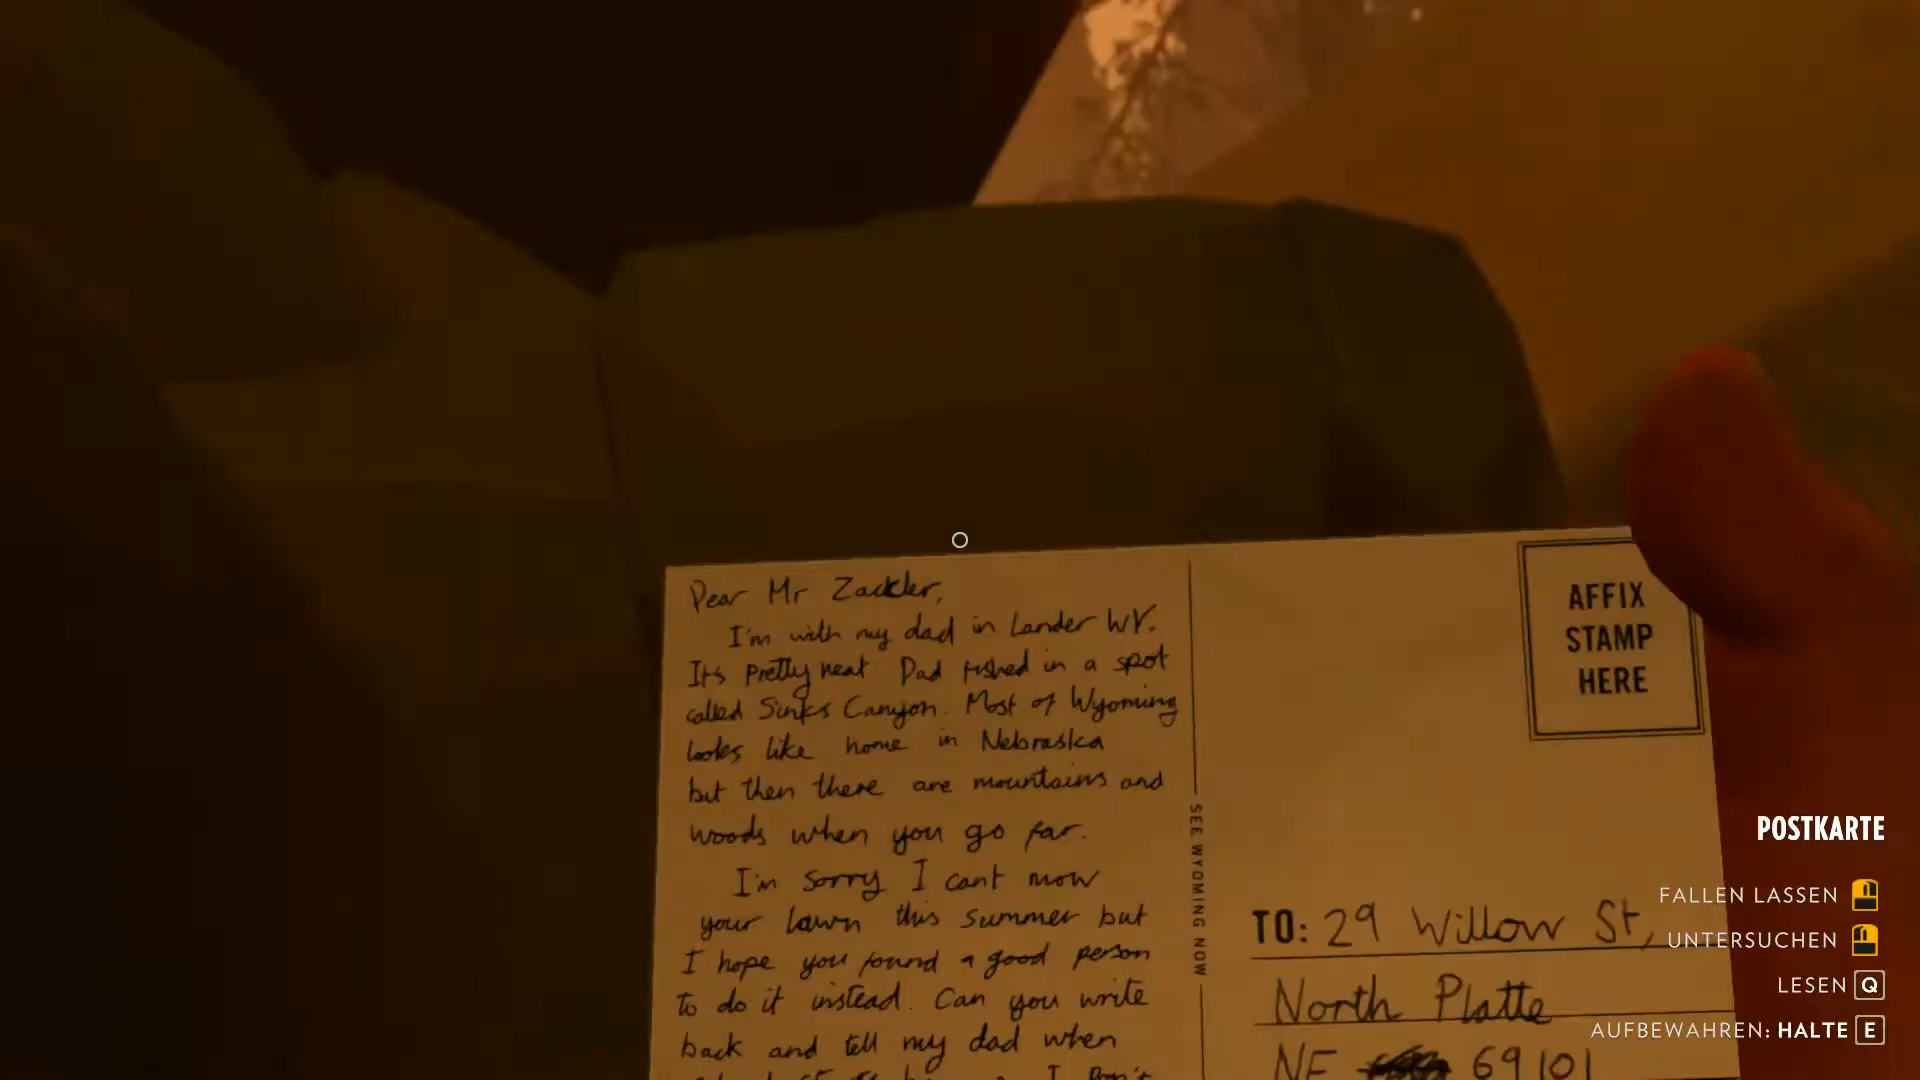 Dear Mr Zackler,
I'm with my dad in Lander WY.
It's pretty neat Dad fished in a spot
called Sinks Canyon. Most of Wyoming
looks like home in Nebraska
but then there are mountains and
woods when you go far.
I'm sorry I cant mow
your lawn this summer but
I hope you found a good person
to do it instead. Can you write
back and tell my dad when
I Don't
SEE WYOMING NOW
AFFIX
STAMP
HERE
TO: 29 Willow St,
North Platte
NE 69101
POSTKARTE
FALLEN LASSEN
UNTERSUCHEN
LESEN Q
AUFBEWAHREN: HALTE E